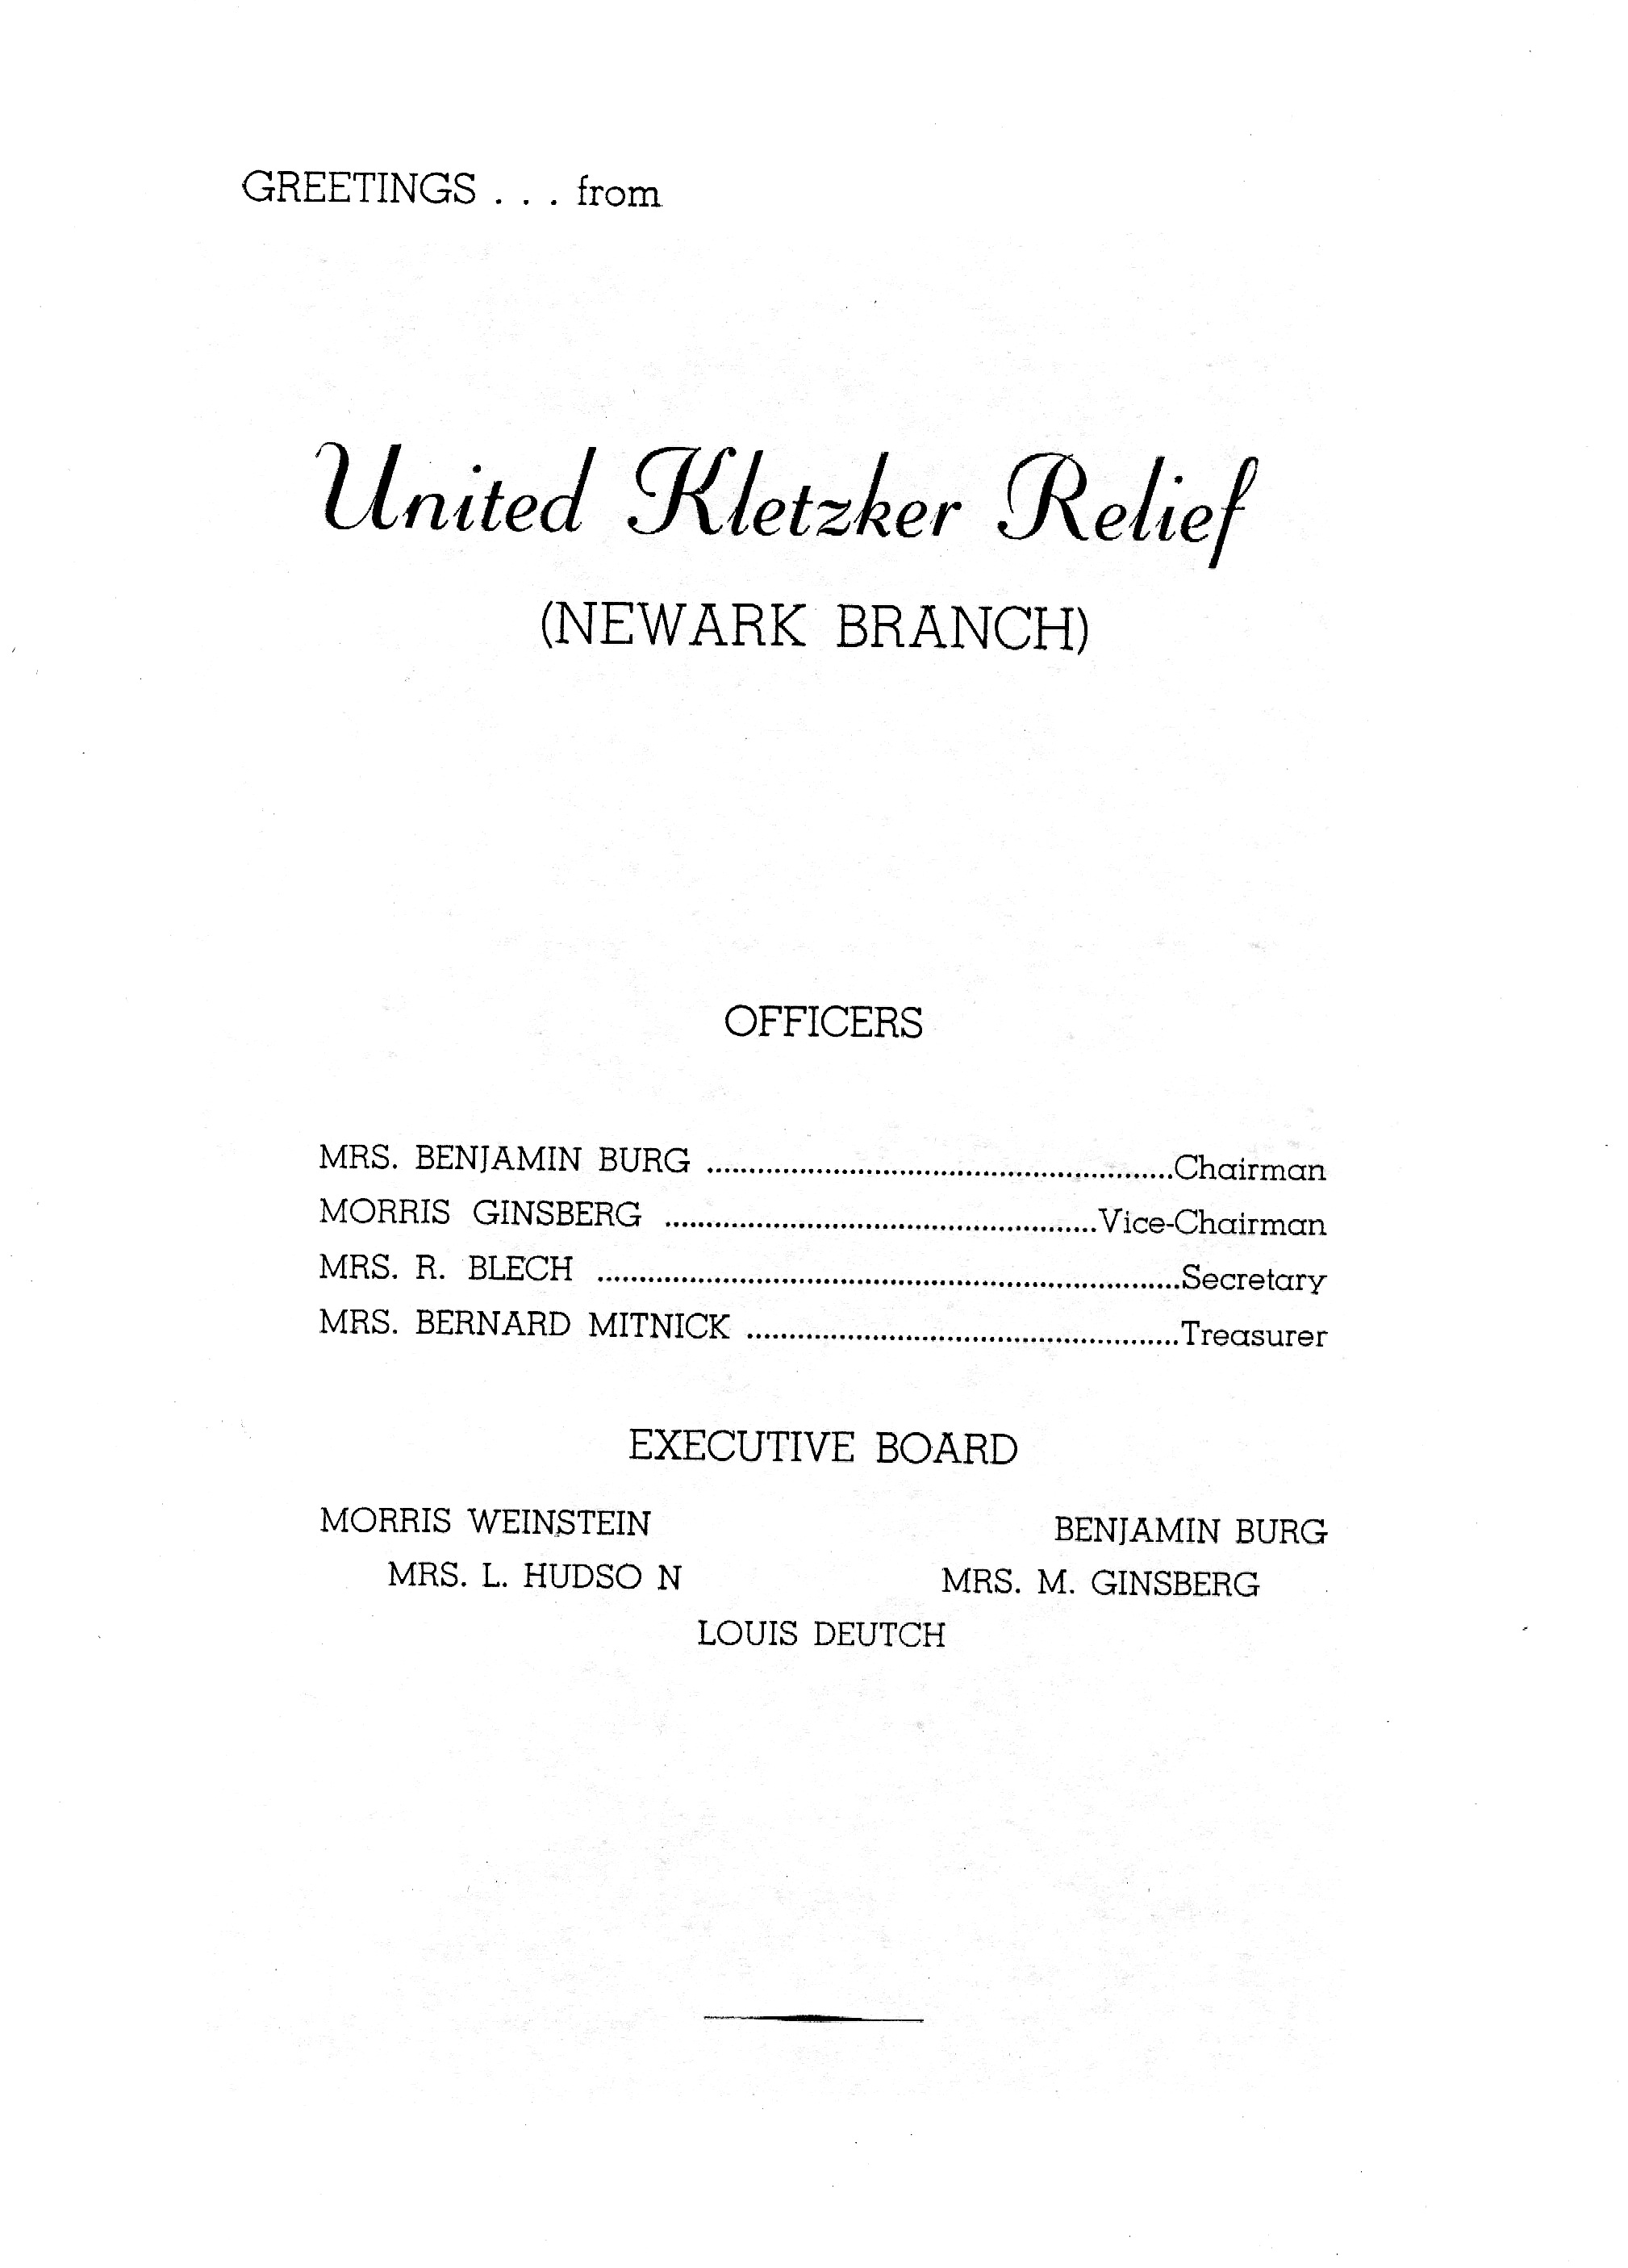 GREETINGS . . . from
United Kletzker Relief
(NEWARK BRANCH)
OFFICERS
MRS. BENJAMIN BURG ........................................................Chairman
MORRIS GINSBERG ....................................................Vice-Chairman
MRS. R. BLECH ......................................................................Secretary
MRS. BERNARD MITNICK ....................................................Treasurer
EXECUTIVE BOARD
MORRIS WEINSTEIN BENJAMIN BURG
MRS. L. HUDSO N MRS. M. GINSBERG
LOUIS DEUTCH